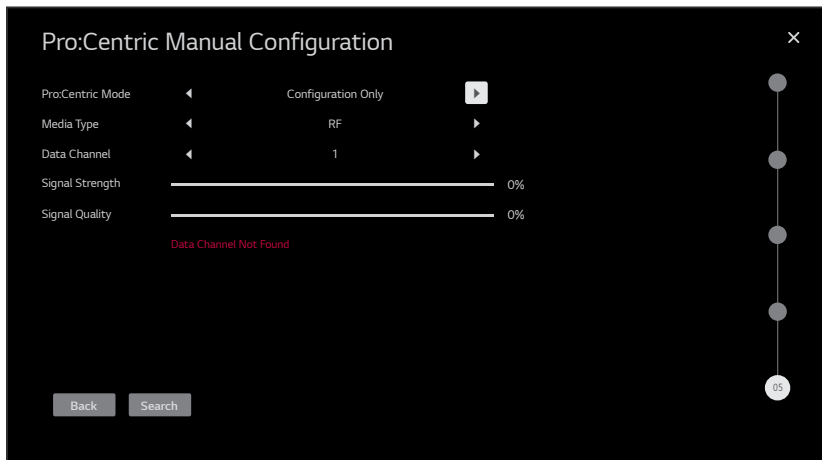 Pro:Centric Manual Configuration
Pro:Centric Mode Configuration Only
Media Type RF
Data Channel 1
Signal Strength 0%
Signal Quality 0%
Data Channel Not Found
05
Back Search